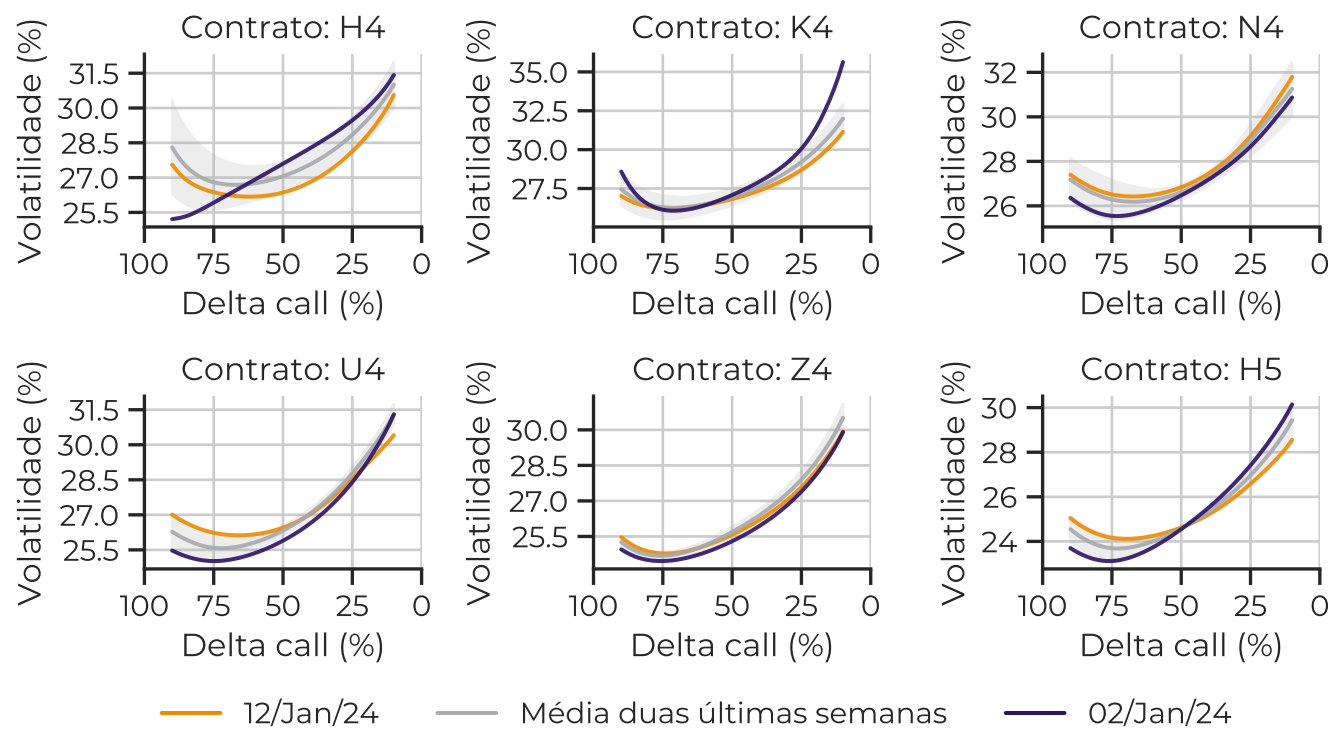 Contrato: H4
Volatilidade (%)
31.5
30.0
28.5
27.0
25.5
100 75 50 25 0
Delta call (%)
Contrato: K4
Volatilidade (%)
35.0
32.5
30.0
27.5
100 75 50 25 0
Delta call (%)
Contrato: N4
Volatilidade (%)
32
30
28
26
100 75 50 25 0
Delta call (%)
Contrato: U4
Volatilidade (%)
31.5
30.0
28.5
27.0
25.5
100 75 50 25 0
Delta call (%)
Contrato: Z4
Volatilidade (%)
30.0
28.5
27.0
25.5
100 75 50 25 0
Delta call (%)
Contrato: H5
Volatilidade (%)
30
28
26
24
100 75 50 25 0
Delta call (%)
12/Jan/24 Média duas últimas semanas 02/Jan/24